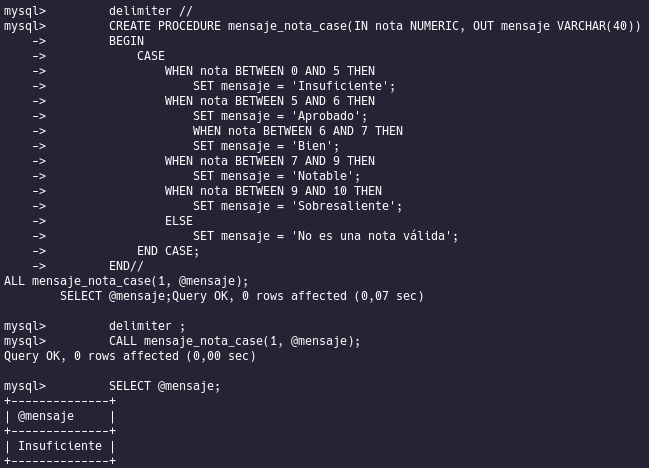 mysql>         delimiter //
mysql>         CREATE PROCEDURE mensaje_nota_case(IN nota NUMERIC, OUT mensaje VARCHAR(40))
    ->         BEGIN
    ->             CASE
    ->                 WHEN nota BETWEEN 0 AND 5 THEN
    ->                     SET mensaje = 'Insuficiente';
    ->                 WHEN nota BETWEEN 5 AND 6 THEN
    ->                     SET mensaje = 'Aprobado';
    ->                     WHEN nota BETWEEN 6 AND 7 THEN
    ->                     SET mensaje = 'Bien';
    ->                 WHEN nota BETWEEN 7 AND 9 THEN
    ->                     SET mensaje = 'Notable';
    ->                 WHEN nota BETWEEN 9 AND 10 THEN
    ->                     SET mensaje = 'Sobresaliente';
    ->                 ELSE
    ->                     SET mensaje = 'No es una nota válida';
    ->             END CASE;
    ->         END//
ALL mensaje_nota_case(1, @mensaje);
        SELECT @mensaje;Query OK, 0 rows affected (0,07 sec)

mysql>         delimiter ;
mysql>         CALL mensaje_nota_case(1, @mensaje);
Query OK, 0 rows affected (0,00 sec)

mysql>         SELECT @mensaje;
+--------------+
| @mensaje     |
+--------------+
| Insuficiente |
+--------------+